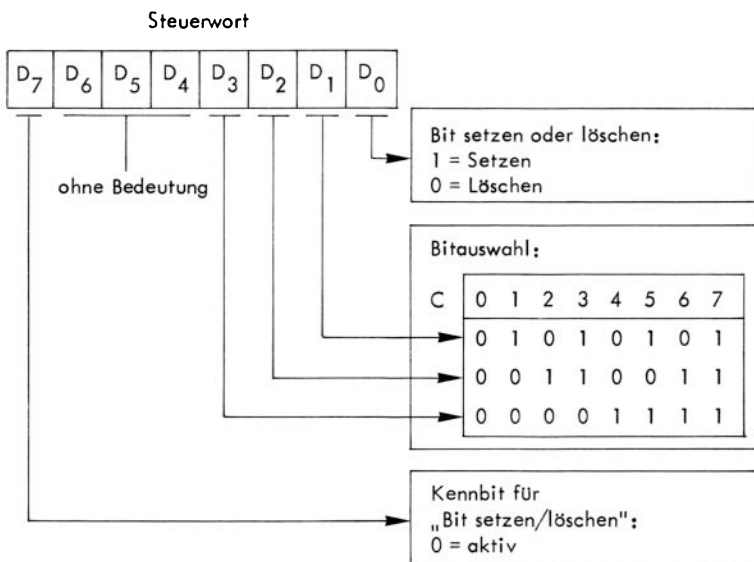 Steuerwort
D7 D6 D5 D4 D3 D2 D1 D0
ohne Bedeutung
Bit setzen oder löschen:
1 = Setzen
0 = Löschen
Bitauswahl:
C 0 1 2 3 4 5 6 7
0 1 0 1 0 1 0 1
0 0 1 1 0 0 1 1
0 0 0 0 1 1 1 1
Kennbit für
„Bit setzen/löschen":
0 = aktiv